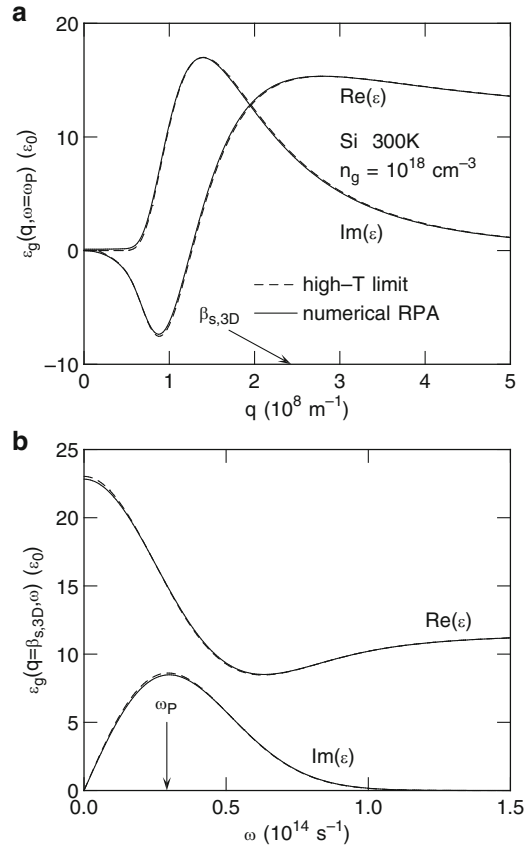 a
20
10
0
−10
εg(q,ω=ωP) (ε0)
Re(ε)
Si 300K
ng = 10^18 cm^−3
Im(ε)
high–T limit
numerical RPA
βs,3D
0 1 2 3 4 5
q (10^8 m^−1)
b
25
20
15
10
5
0
εg(q=βs,3D,ω) (ε0)
Re(ε)
ωP
Im(ε)
0.0 0.5 1.0 1.5
ω (10^14 s^−1)